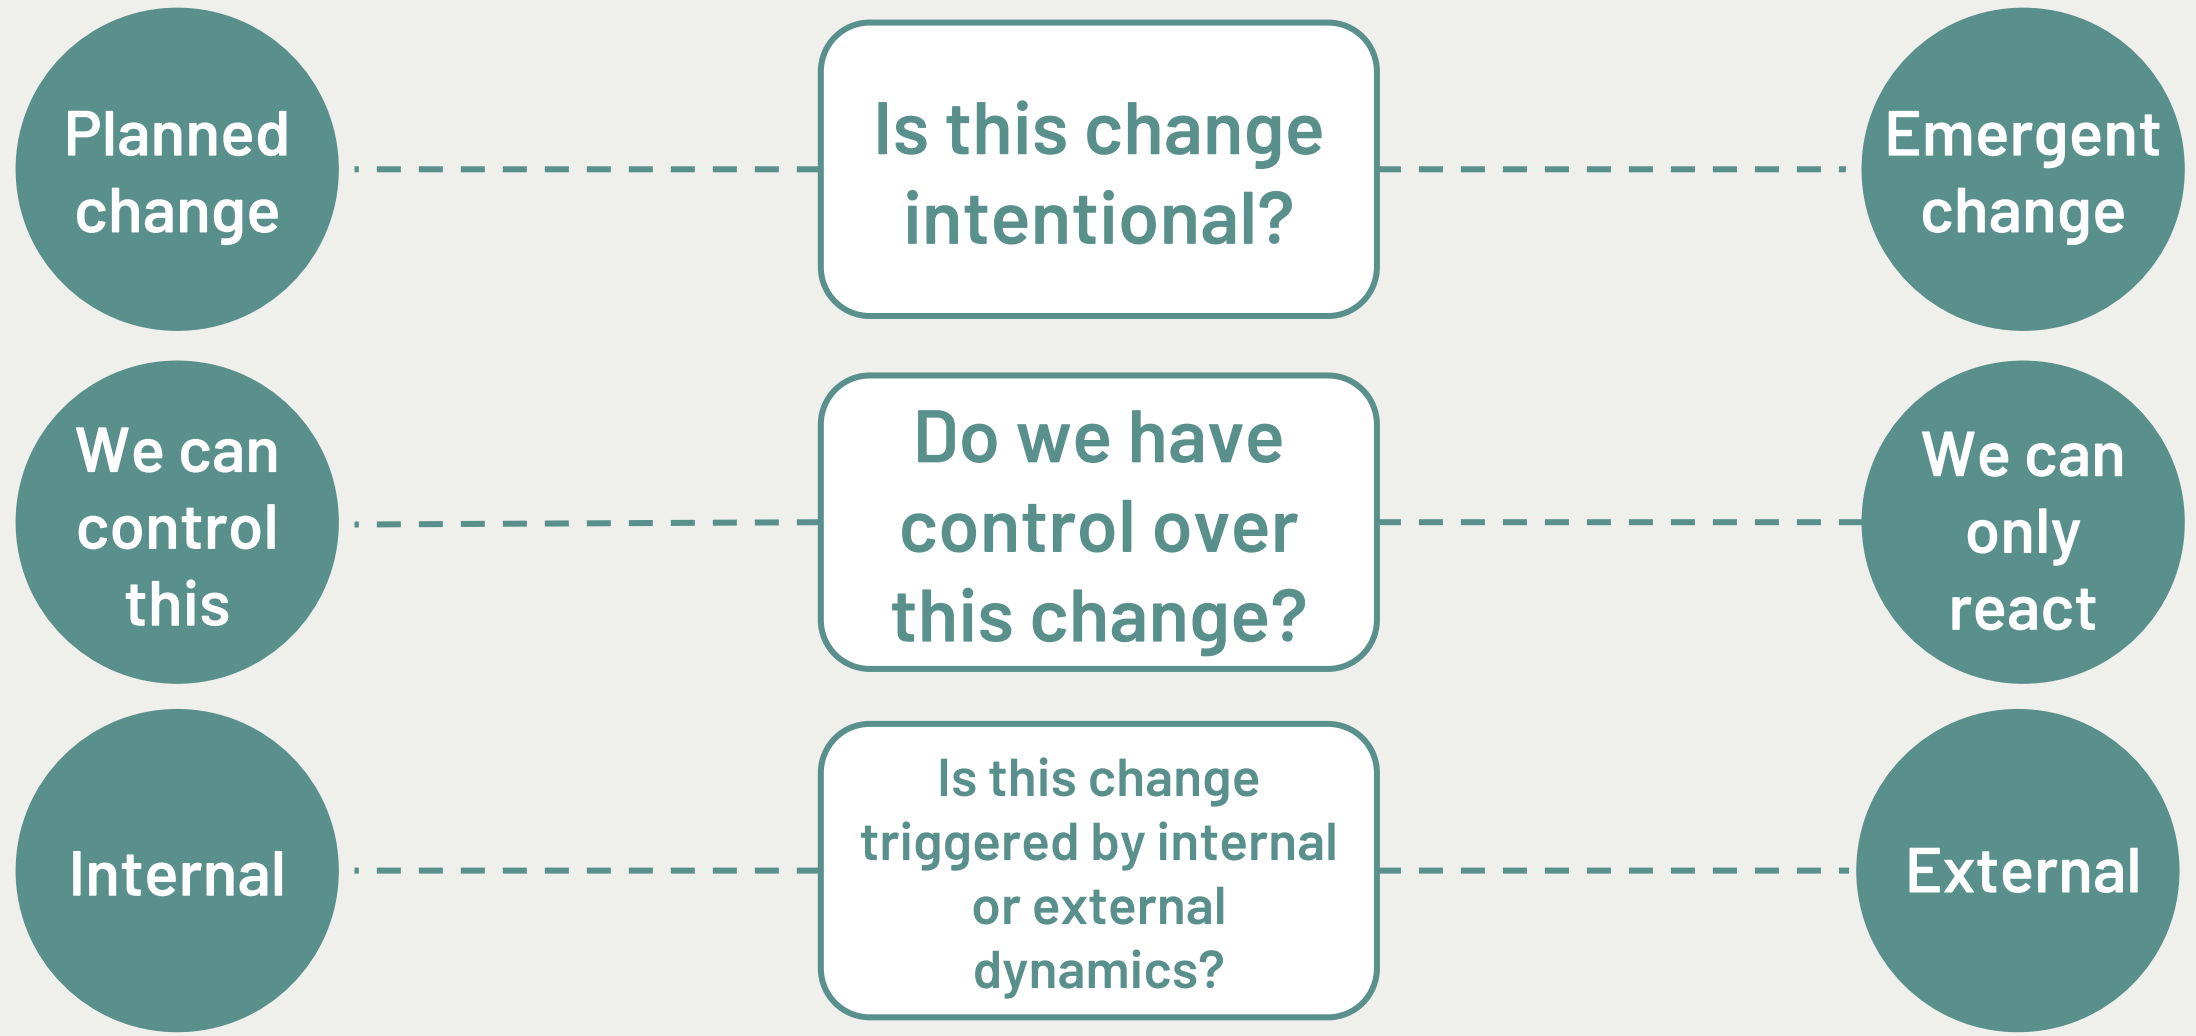 Planned
change
Is this change
intentional?
Emergent
change
We can
control
this
Do we have
control over
this change?
We can
only
react
Internal
Is this change
triggered by internal
or external
dynamics?
External